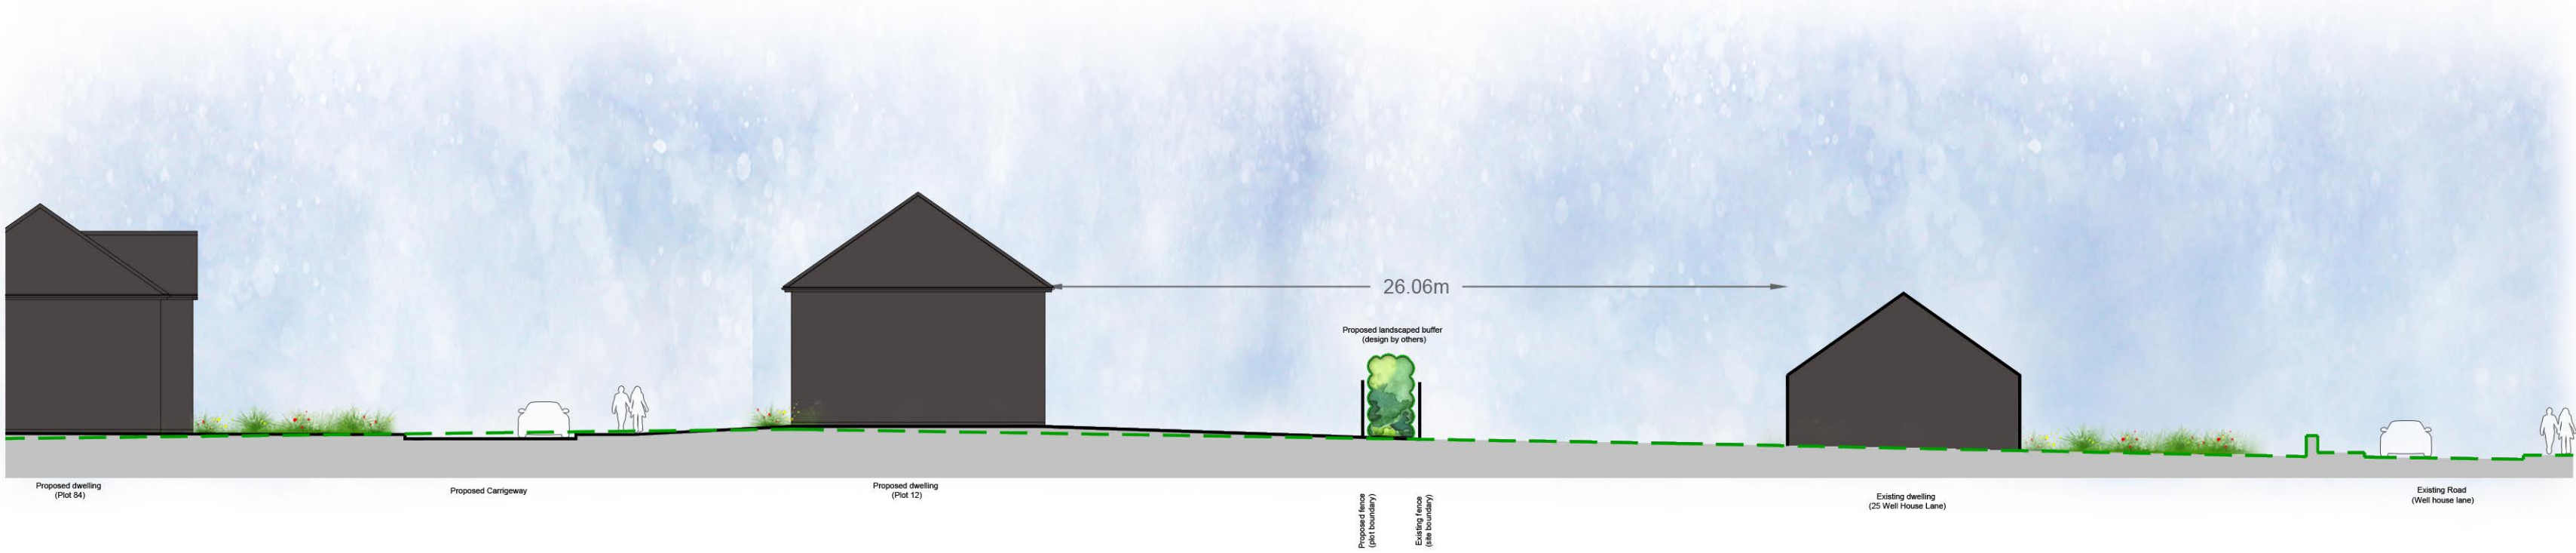 26.06m
Proposed landscaped buffer
(design by others)
Proposed dwelling
(Plot 84)
Proposed Carrigeway
Proposed dwelling
(Plot 12)
Proposed fence
(plot boundary)
Existing fence
(site boundary)
Existing dwelling
(25 Well House Lane)
Existing Road
(Well house lane)